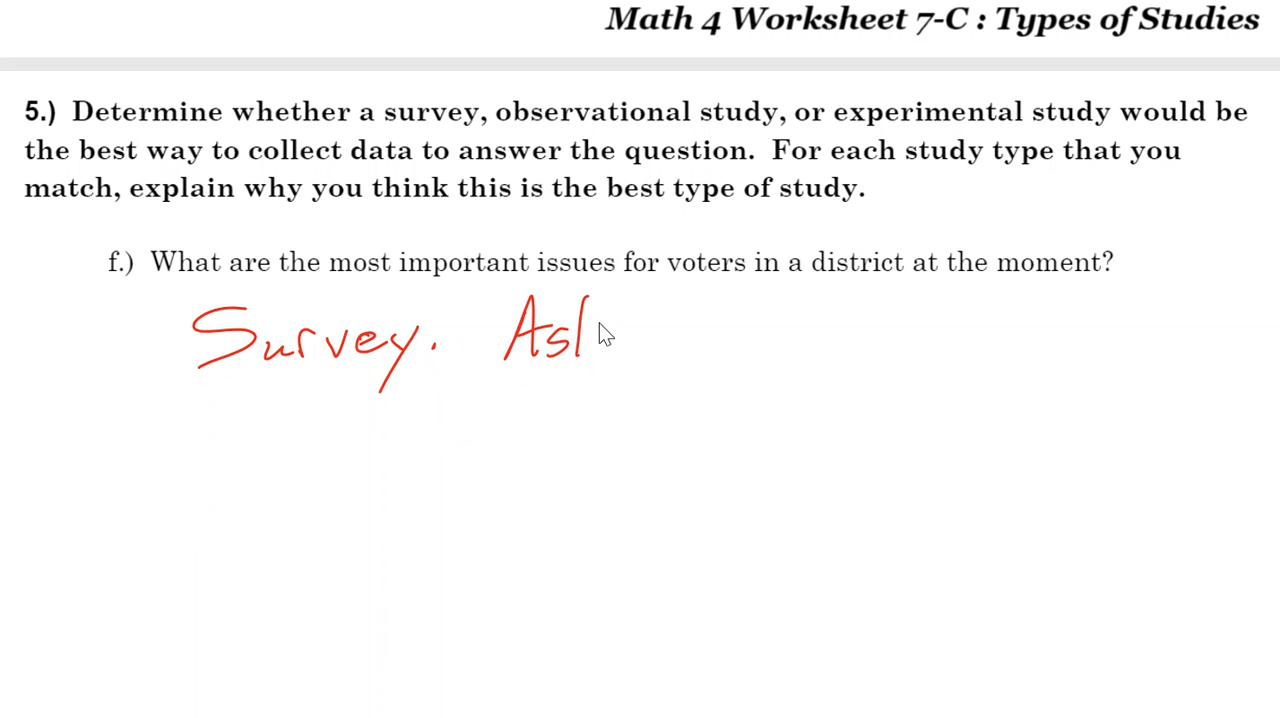 Math 4 Worksheet 7-C : Types of Studies
5.) Determine whether a survey, observational study, or experimental study would be
the best way to collect data to answer the question. For each study type that you
match, explain why you think this is the best type of study.
f.) What are the most important issues for voters in a district at the moment?
Survey. As